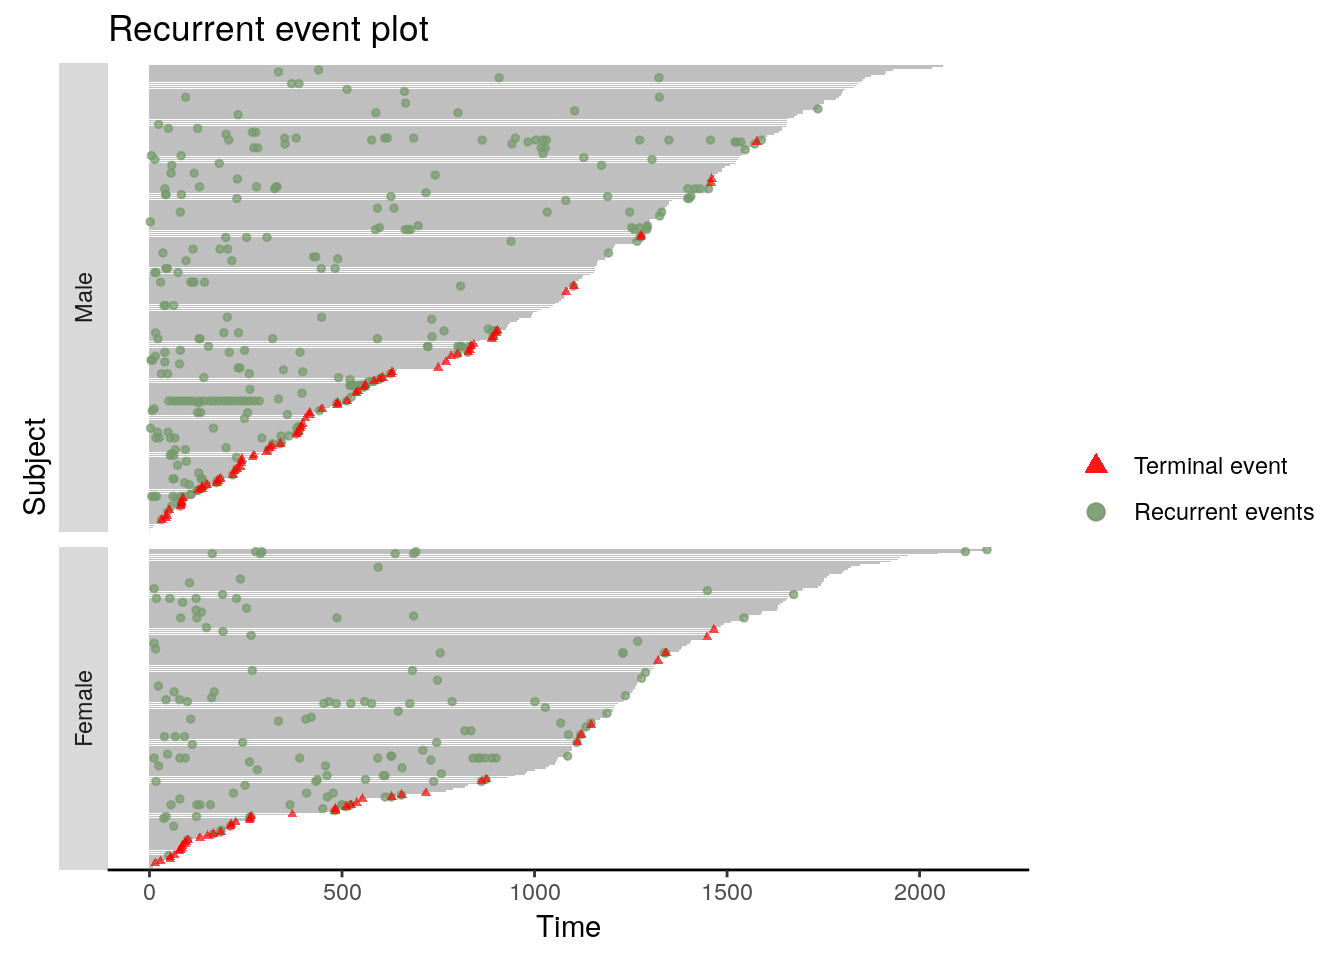 Recurrent event plot
Male
Female
Subject
Terminal event
Recurrent events
0 500 1000 1500 2000
Time